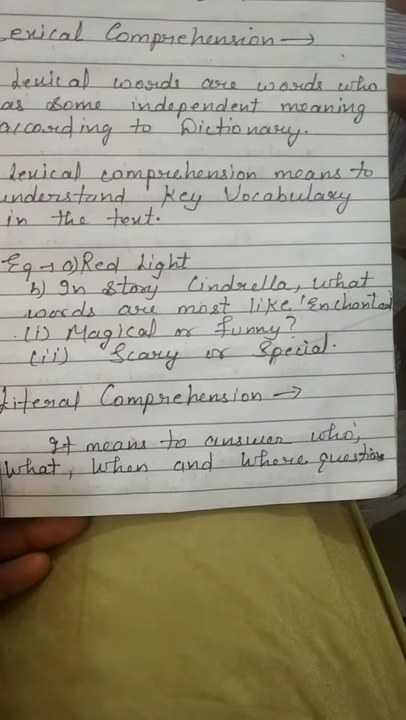 Lexical Comprehension →
Lexical words are words who
as some independent meaning
according to Dictionary.
Lexical comprehension means to
understand key Vocabulary
in the text.
Eg → a) Red Light
b) In Story Cindrella, what
words are most like 'Enchanted
(i) Magical or funny?
(ii) Scary or Special.
Literal Comprehension →
It means to answer who,
What, When and Where questions